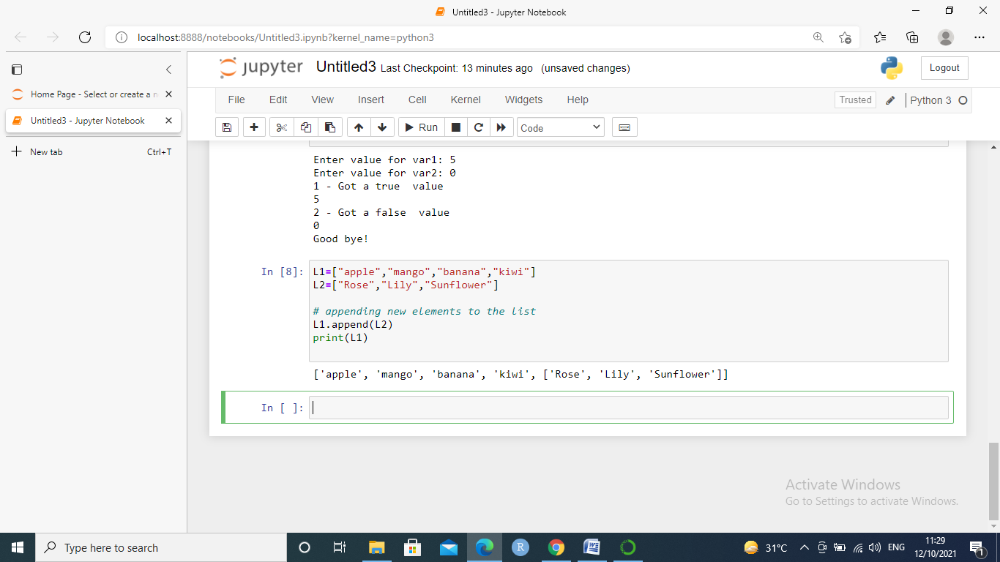 Untitled3 - Jupyter Notebook
localhost:8888/notebooks/Untitled3.ipynb?kernel_name=python3
Home Page - Select or create a n
Untitled3 - Jupyter Notebook
New tab Ctrl+T
jupyter Untitled3 Last Checkpoint: 13 minutes ago (unsaved changes) Logout
File Edit View Insert Cell Kernel Widgets Help Trusted Python 3
Run Code
Enter value for var1: 5
Enter value for var2: 0
1 - Got a true  value
5
2 - Got a false  value
0
Good bye!
In [8]: L1=["apple","mango","banana","kiwi"]
L2=["Rose","Lily","Sunflower"]
# appending new elements to the list
L1.append(L2)
print(L1)
['apple', 'mango', 'banana', 'kiwi', ['Rose', 'Lily', 'Sunflower']]
In [ ]:
Activate Windows
Go to Settings to activate Windows.
Type here to search
R
W
31°C
ENG
11:29
12/10/2021
1